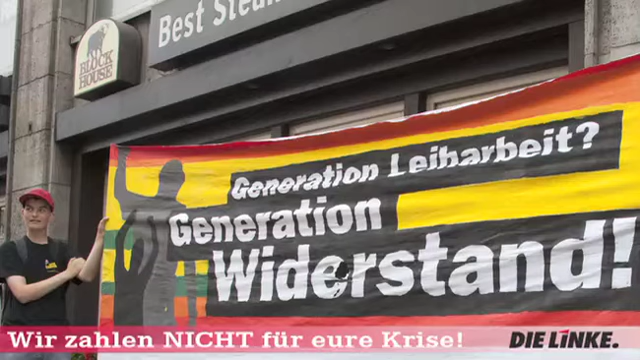 BLOCK
HOUSE
Best Steak
Generation Leiharbeit?
Generation
Widerstand!
Wir zahlen NICHT für eure Krise!
DIE LINKE.